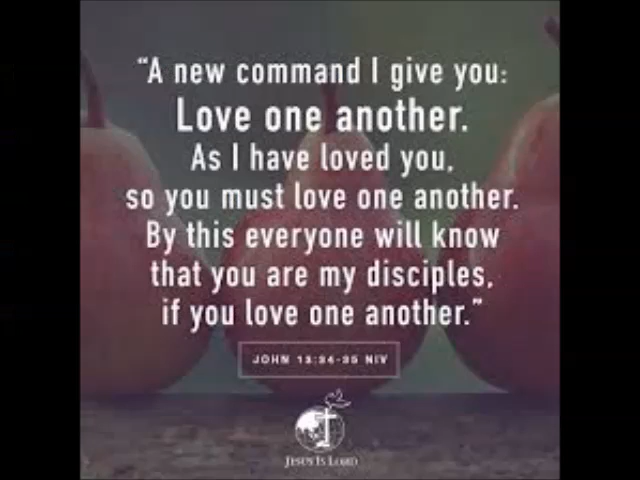 “A new command I give you:
Love one another.
As I have loved you,
so you must love one another.
By this everyone will know
that you are my disciples,
if you love one another.”
JOHN 13:34-35 NIV
JESUS IS LORD